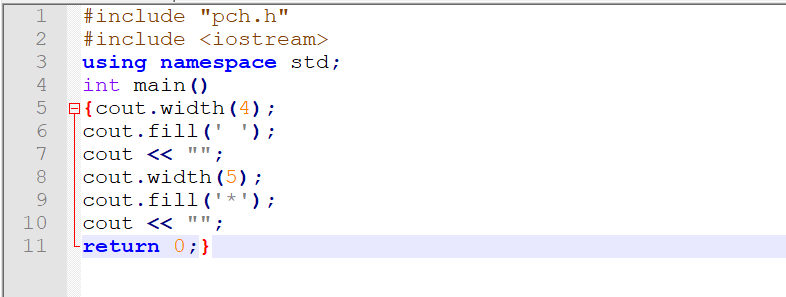 1 #include "pch.h"
2 #include <iostream>
3 using namespace std;
4 int main()
5 {cout.width(4);
6 cout.fill(' ');
7 cout << "";
8 cout.width(5);
9 cout.fill('*');
10 cout << "";
11 return 0;}